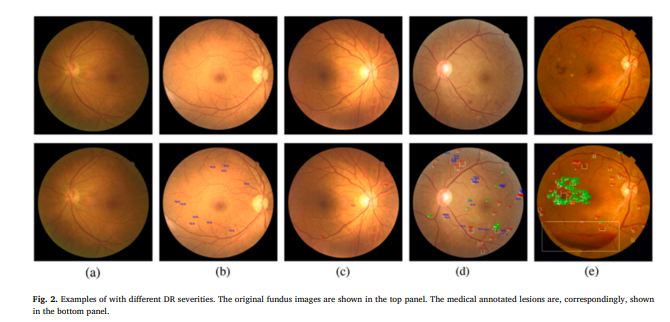 (a) (b) (c) (d) (e)
Fig. 2. Examples of with different DR severities. The original fundus images are shown in the top panel. The medical annotated lesions are, correspondingly, shown
in the bottom panel.